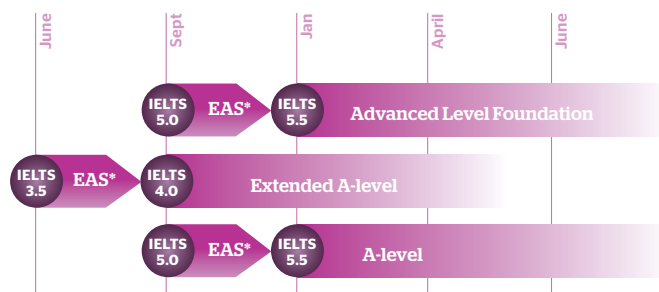 June
Sept
Jan
April
June
IELTS
5.0
EAS*
IELTS
5.5
Advanced Level Foundation
IELTS
3.5
EAS*
IELTS
4.0
Extended A-level
IELTS
5.0
EAS*
IELTS
5.5
A-level